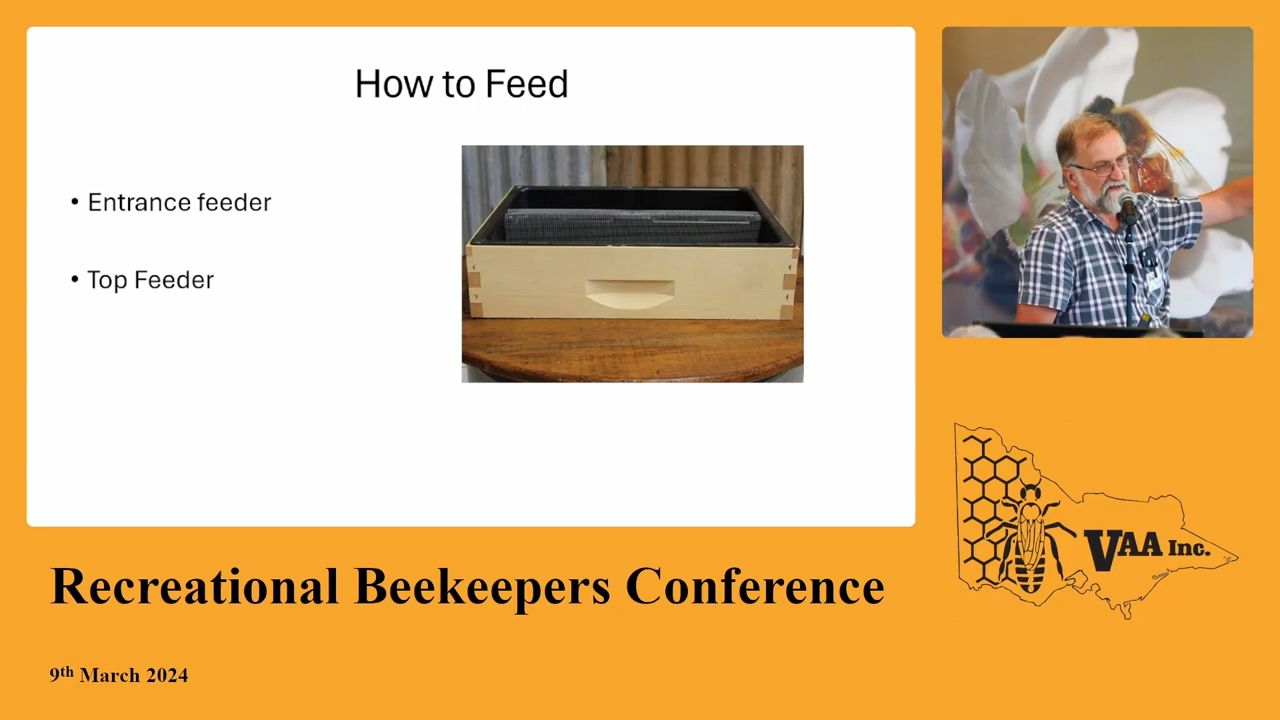 How to Feed
• Entrance feeder
• Top Feeder
VAA Inc.
Recreational Beekeepers Conference
9th March 2024